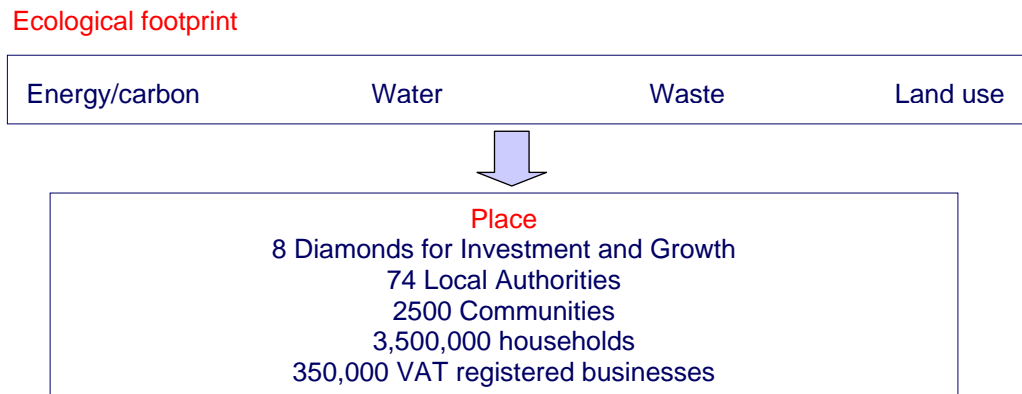 Ecological footprint
Energy/carbon Water Waste Land use
Place
8 Diamonds for Investment and Growth
74 Local Authorities
2500 Communities
3,500,000 households
350,000 VAT registered businesses